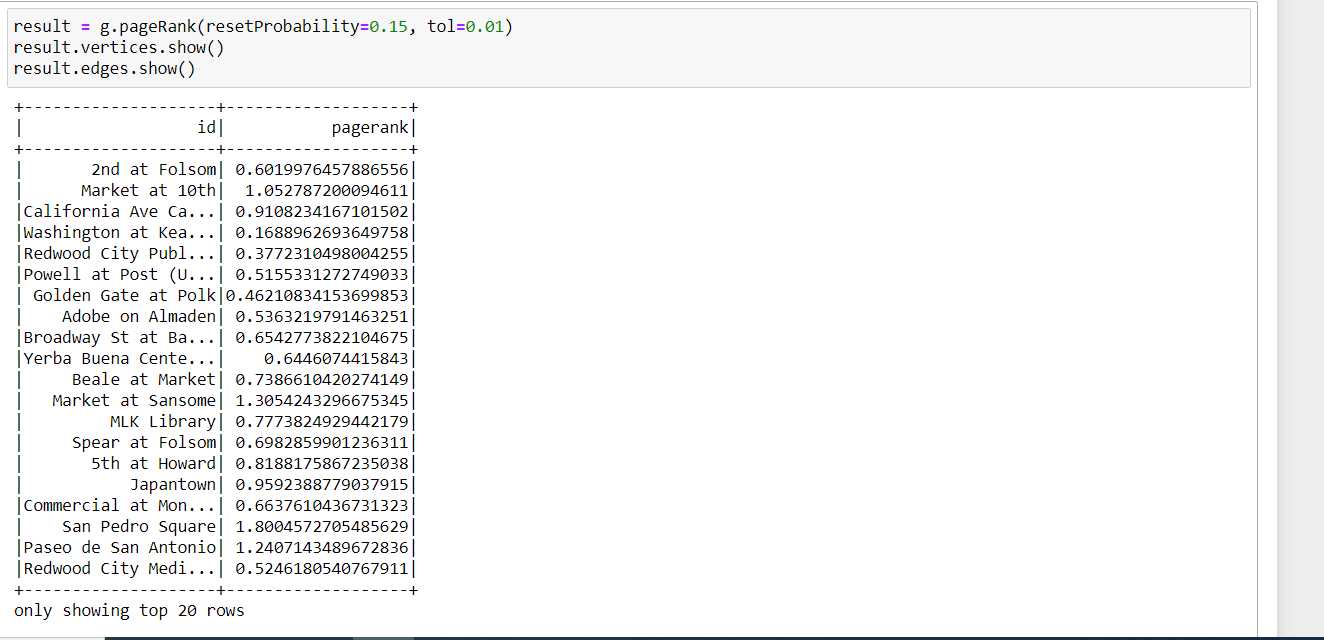 result = g.pageRank(resetProbability=0.15, tol=0.01)
result.vertices.show()
result.edges.show()
+--------------------+-------------------+
|                  id|           pagerank|
+--------------------+-------------------+
|       2nd at Folsom| 0.6019976457886556|
|      Market at 10th|  1.052787200094611|
|California Ave Ca...| 0.9108234167101502|
|Washington at Kea...| 0.1688962693649758|
|Redwood City Publ...| 0.3772310498004255|
|Powell at Post (U...| 0.5155331272749033|
| Golden Gate at Polk|0.46210834153699853|
|    Adobe on Almaden| 0.5363219791463251|
|Broadway St at Ba...| 0.6542773822104675|
|Yerba Buena Cente...|    0.6446074415843|
|     Beale at Market| 0.7386610420274149|
|   Market at Sansome| 1.3054243296675345|
|         MLK Library| 0.7773824929442179|
|     Spear at Folsom| 0.6982859901236311|
|       5th at Howard| 0.8188175867235038|
|           Japantown| 0.9592388779037915|
|Commercial at Mon...| 0.6637610436731323|
|    San Pedro Square| 1.8004572705485629|
|Paseo de San Antonio| 1.2407143489672836|
|Redwood City Medi...| 0.5246180540767911|
+--------------------+-------------------+
only showing top 20 rows